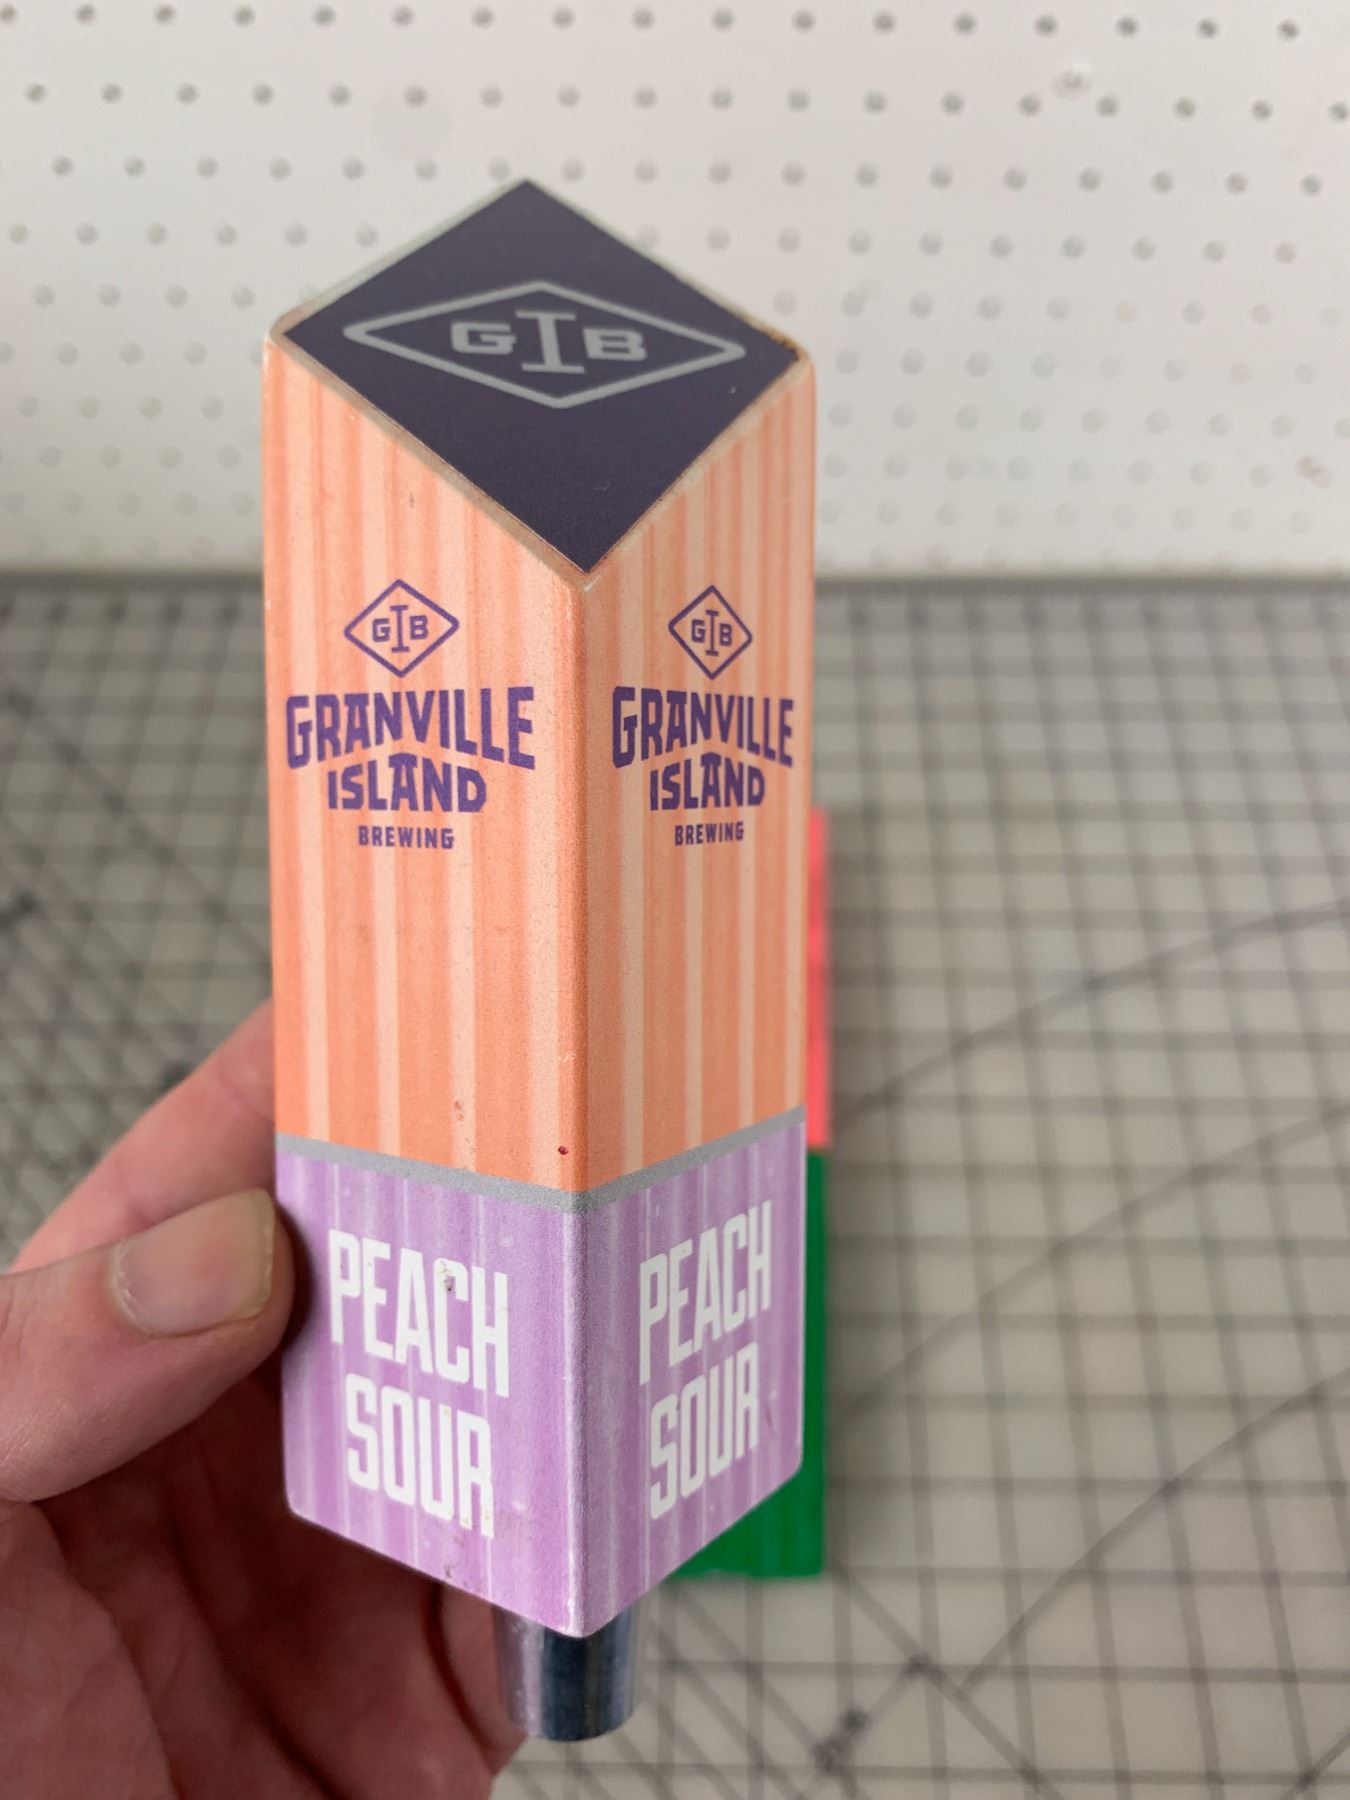 GIB
GIB
GRANVILLE
ISLAND
BREWING
PEACH
SOUR
GIB
GRANVILLE
ISLAND
BREWING
PEACH
SOUR